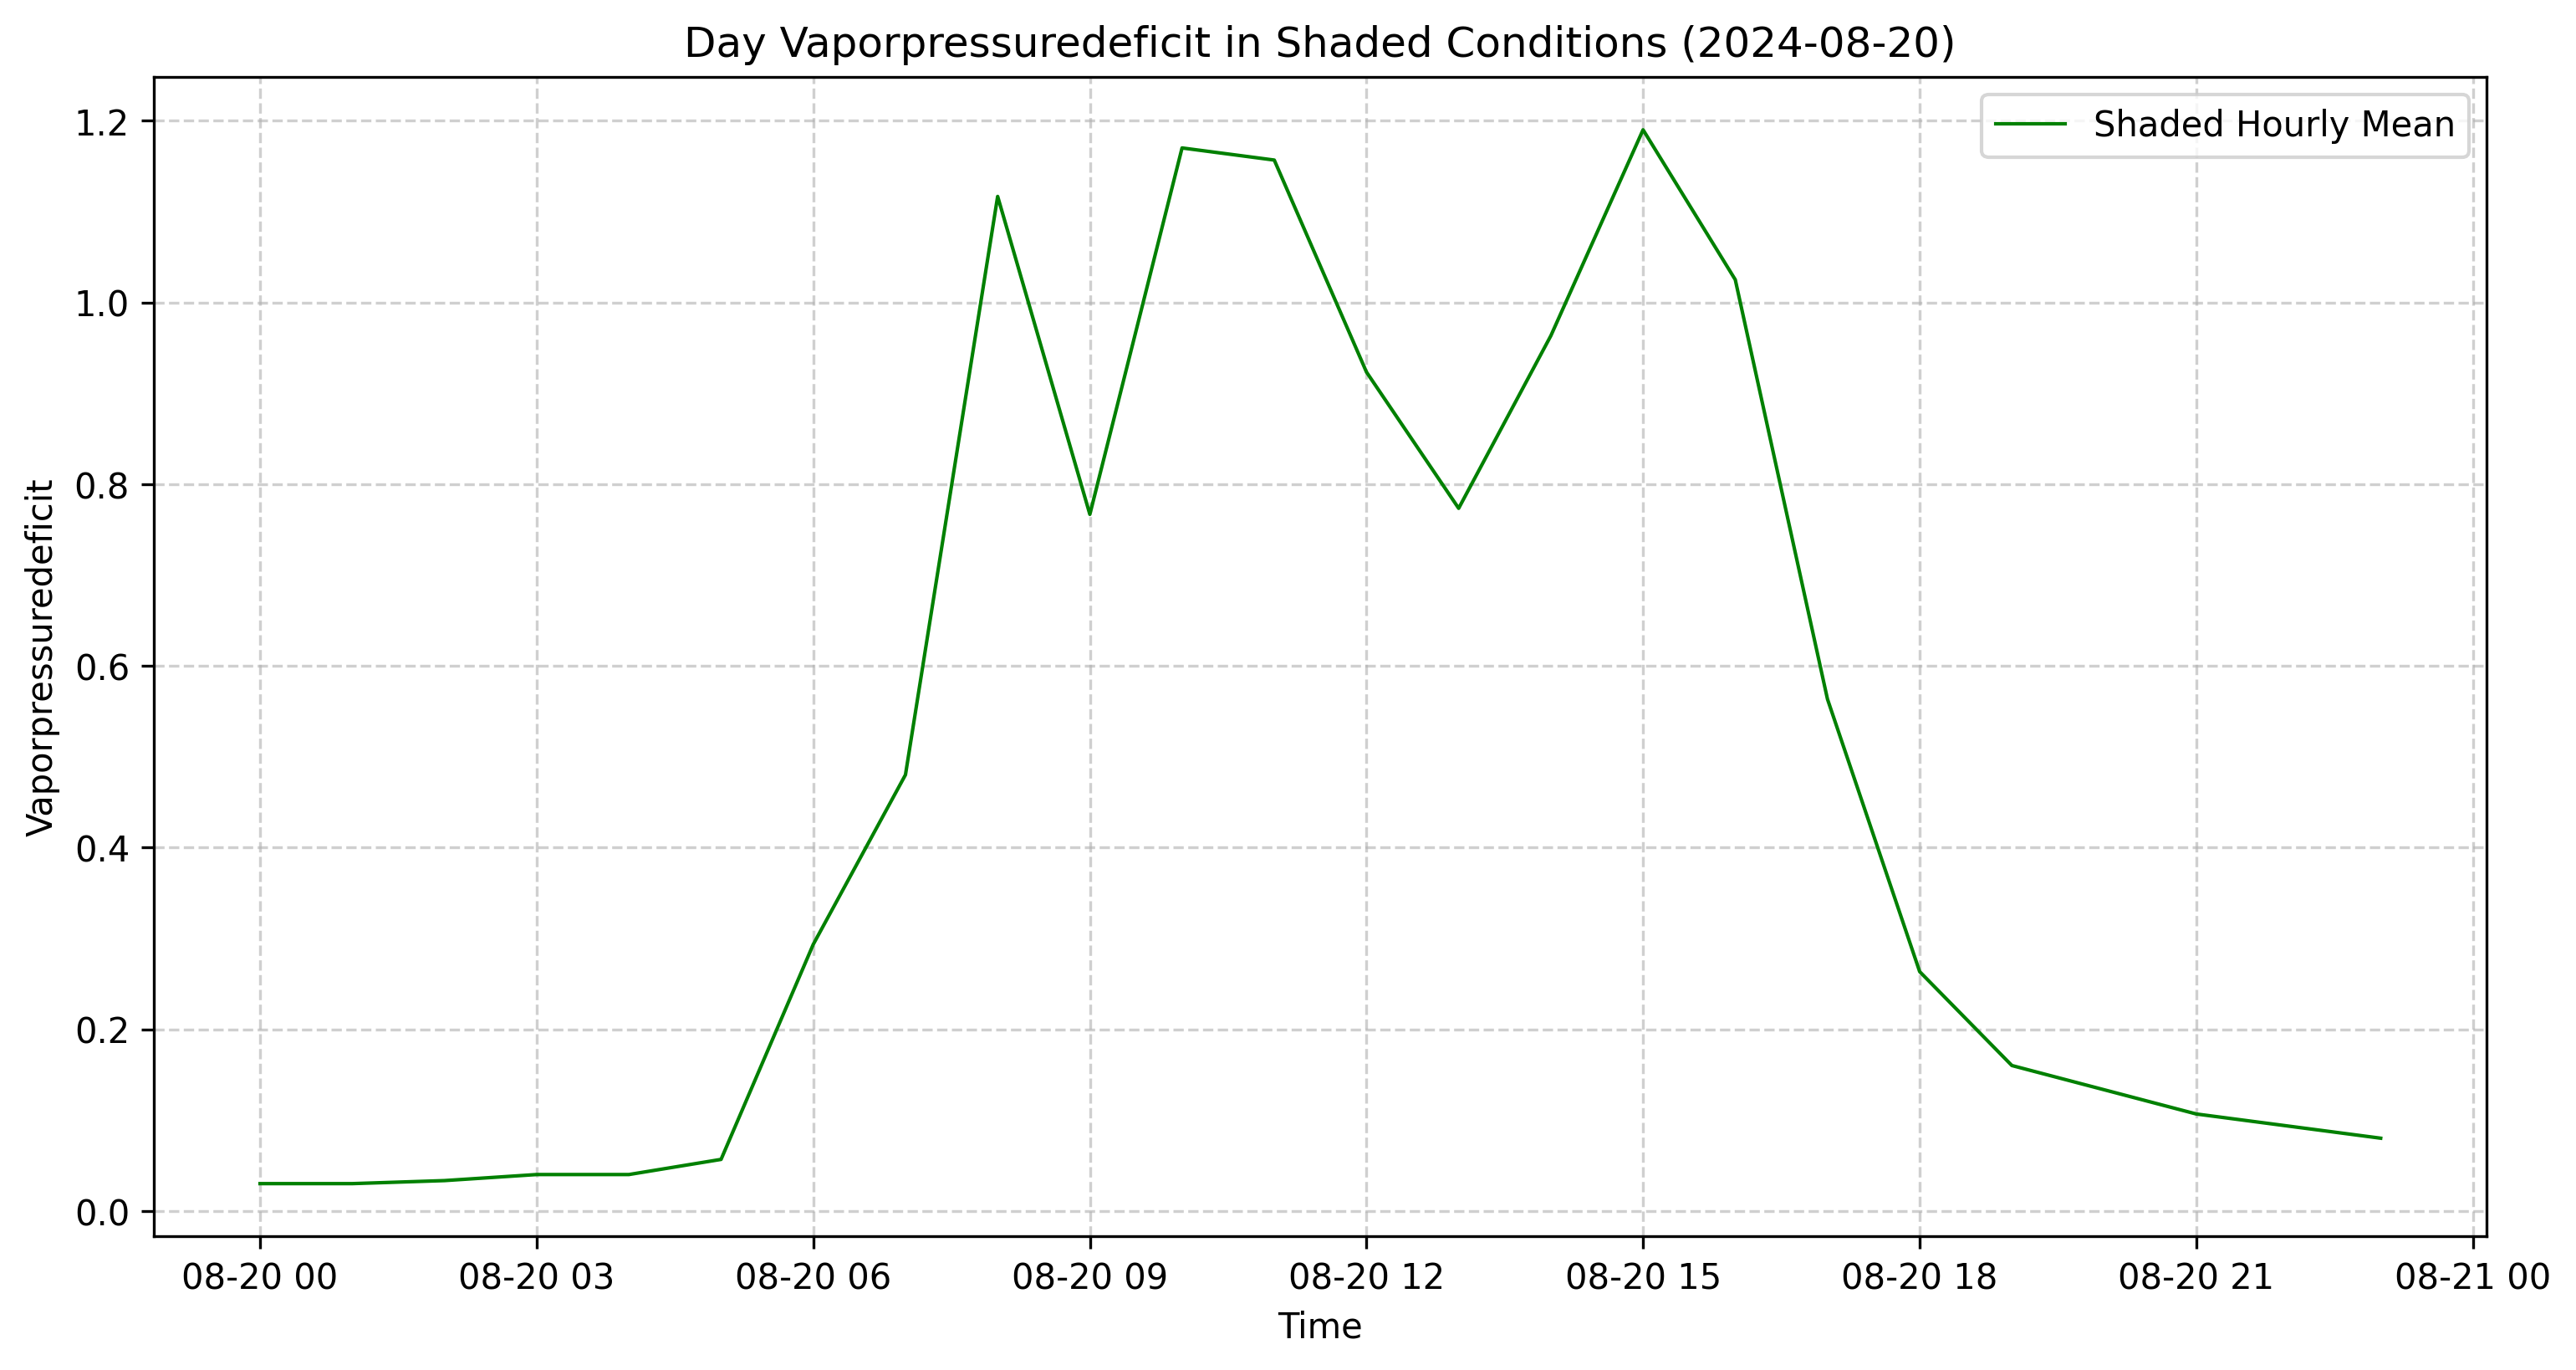 Day Vaporpressuredeficit in Shaded Conditions (2024-08-20)
Shaded Hourly Mean
Vaporpressuredeficit
1.2
1.0
0.8
0.6
0.4
0.2
0.0
08-20 00 08-20 03 08-20 06 08-20 09 08-20 12 08-20 15 08-20 18 08-20 21 08-21 00
Time